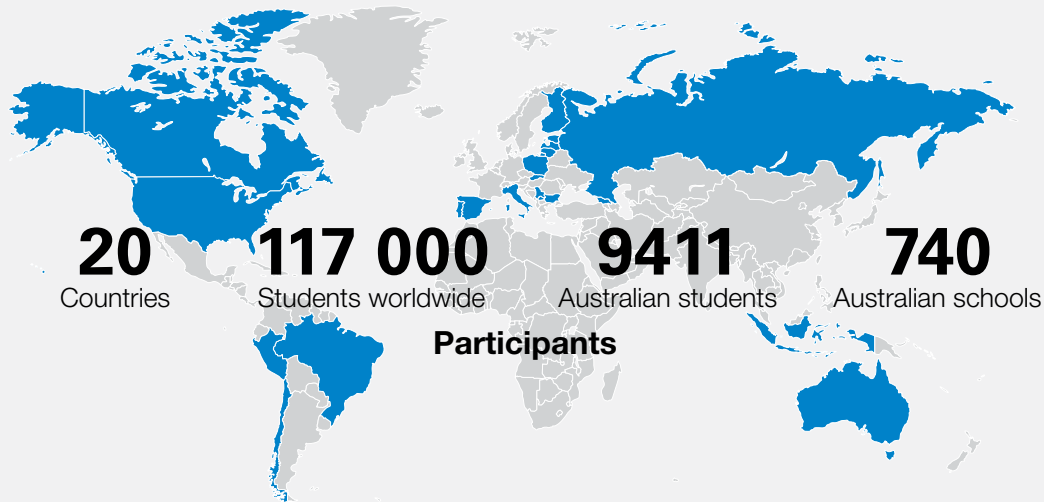 20 117 000 9411 740
Countries Students worldwide Australian students Australian schools
Participants